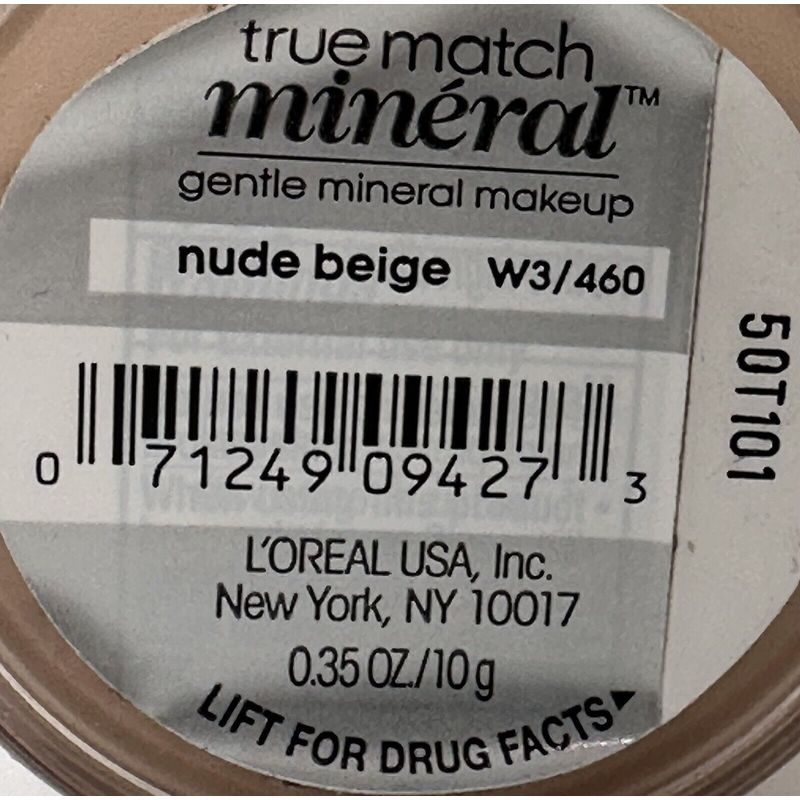 true match
minéral™
gentle mineral makeup
nude beige W3/460
0 71249 09427 3
L'OREAL USA, Inc.
New York, NY 10017
0.35 OZ./10 g
LIFT FOR DRUG FACTS▸
50T101